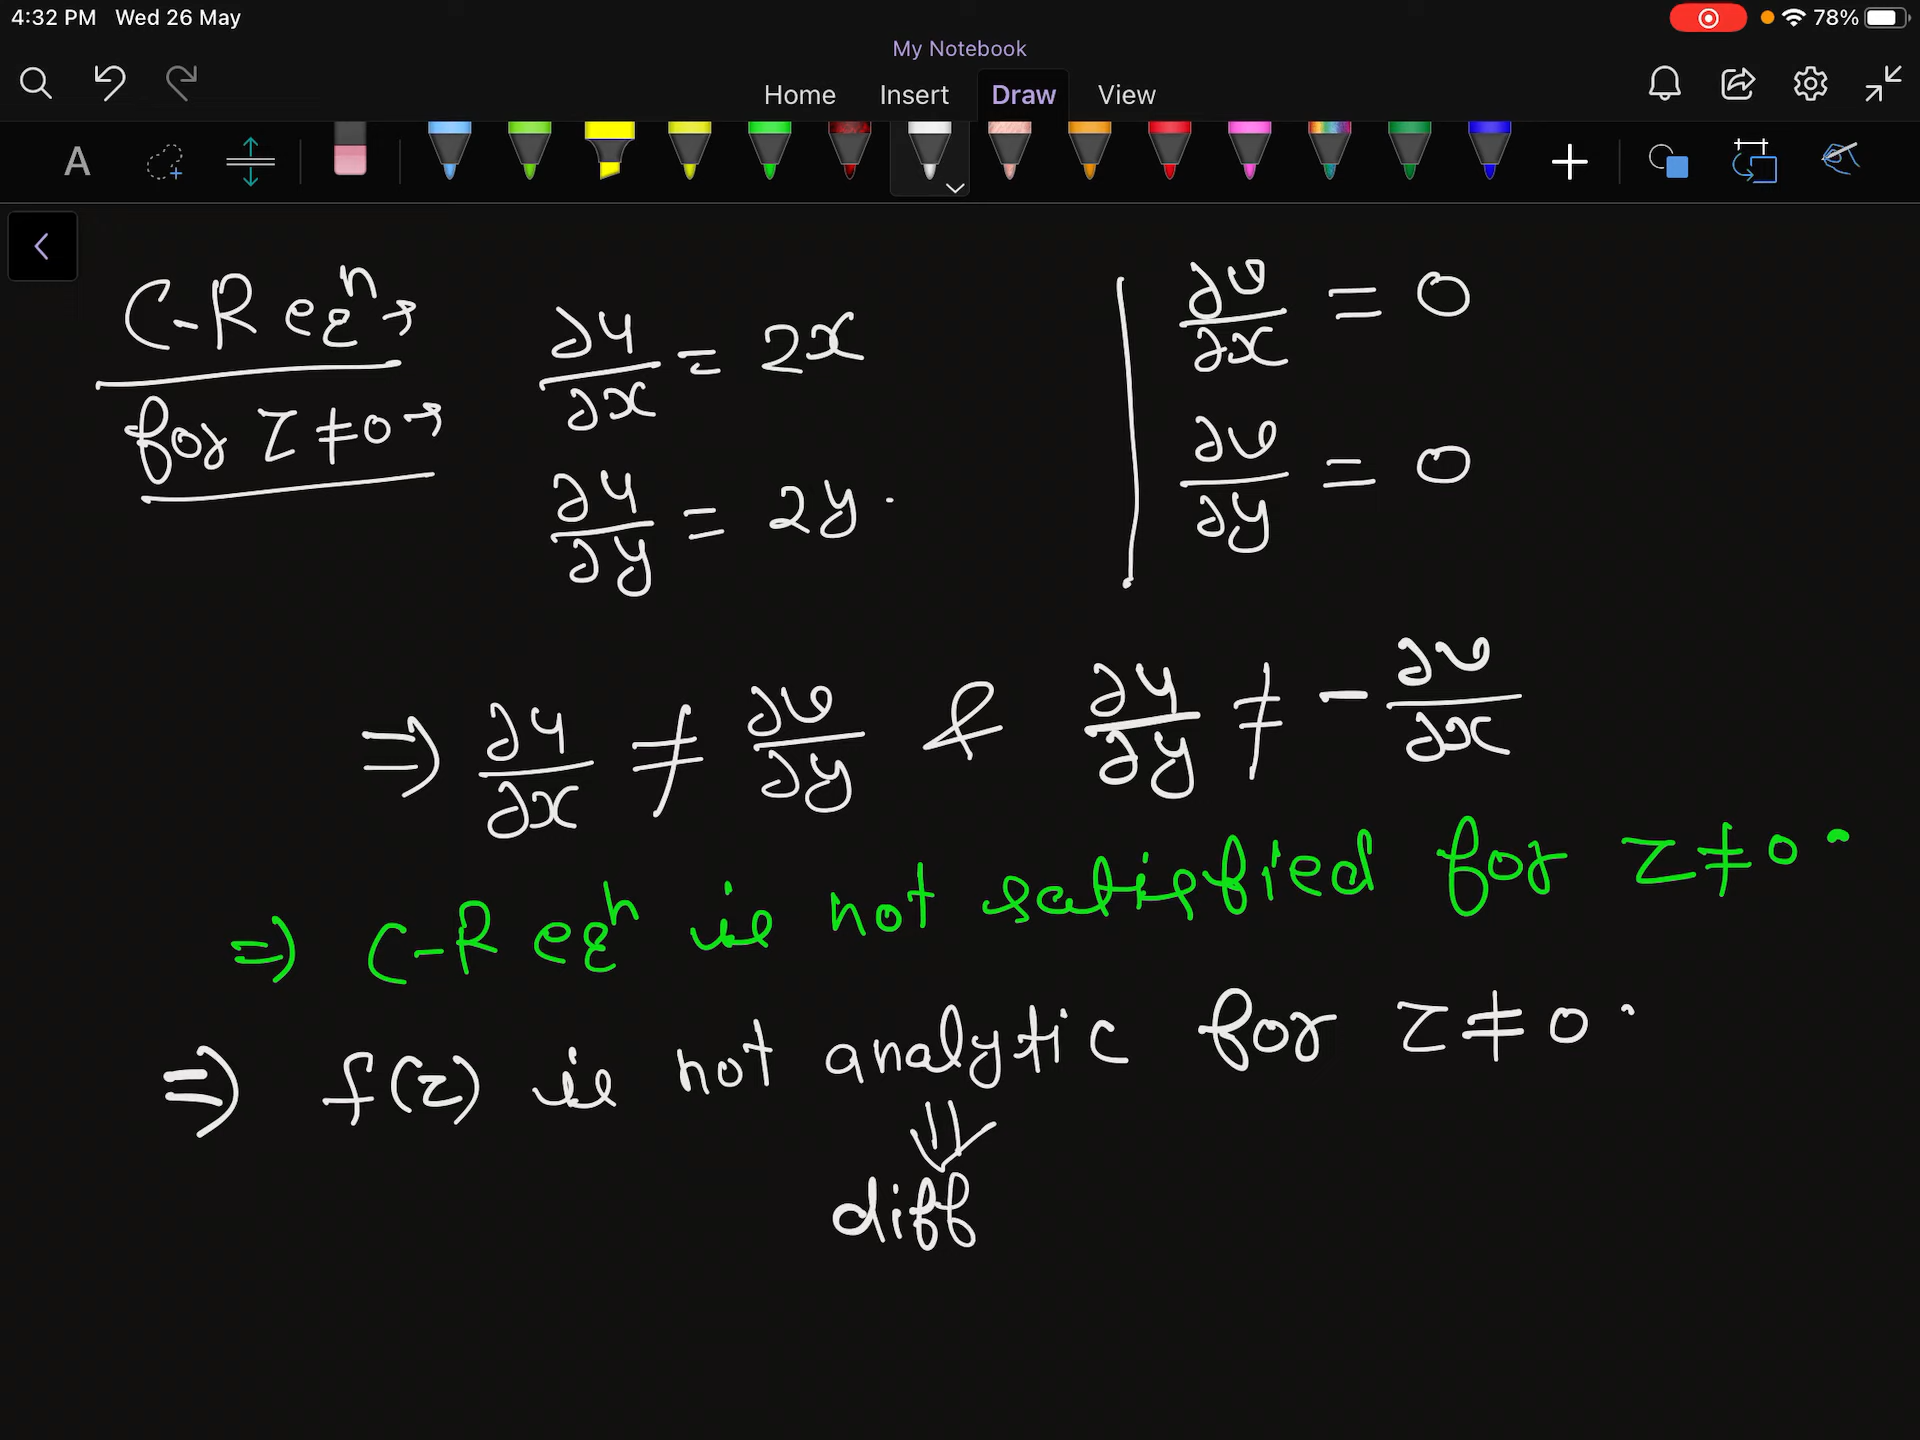 4:32 PM Wed 26 May
78%
My Notebook
Home Insert Draw View
A
C-R eqⁿ →
for z ≠ 0 →
∂u/∂x = 2x
∂u/∂y = 2y.
∂v/∂x = 0
∂v/∂y = 0
⇒ ∂u/∂x ≠ ∂v/∂y & ∂u/∂y ≠ -∂v/∂x
⇒ C-R eqⁿ is not satisfied for z ≠ 0.
⇒ f(z) is not analytic for z ≠ 0.
⇓
diff